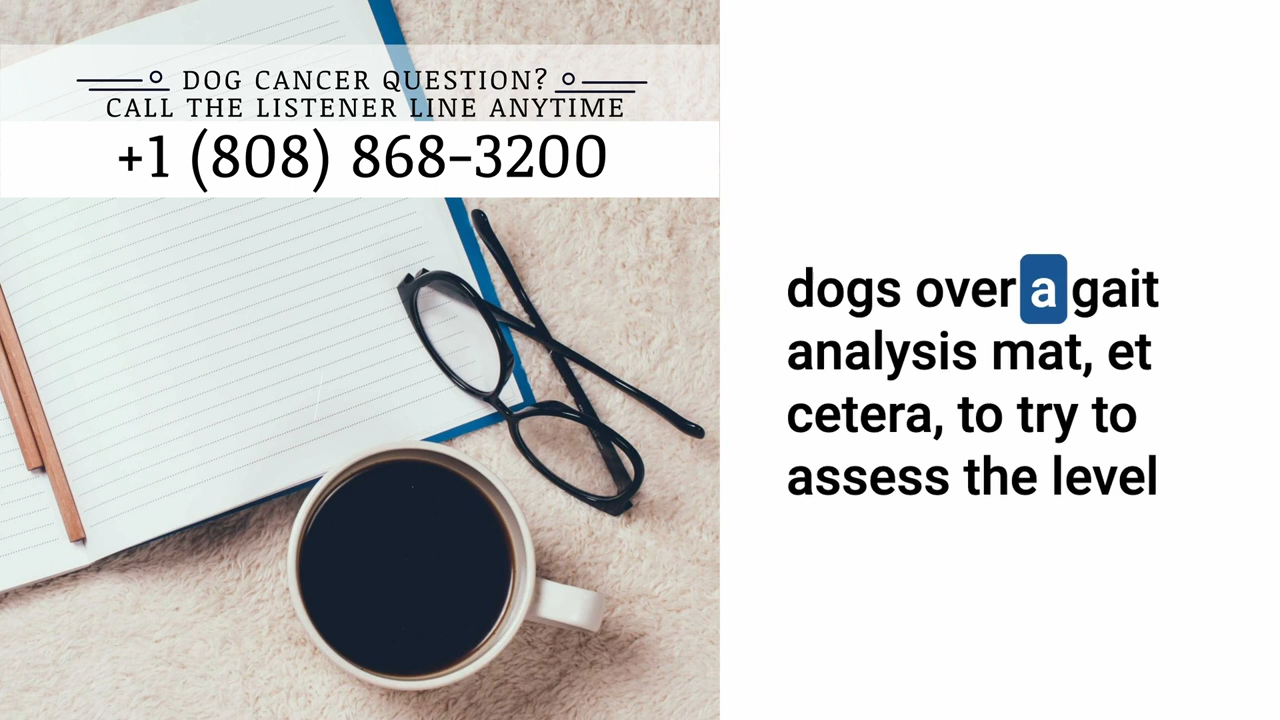 DOG CANCER QUESTION?
CALL THE LISTENER LINE ANYTIME
+1 (808) 868-3200
dogs over a gait
analysis mat, et
cetera, to try to
assess the level